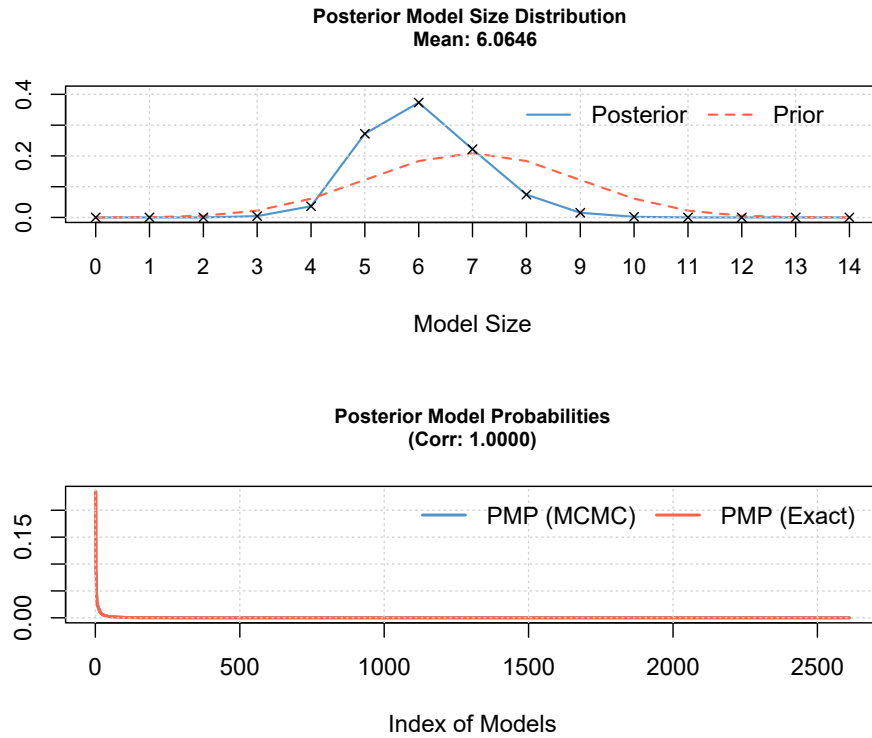 Posterior Model Size Distribution
Mean: 6.0646
0.4
0.2
0.0
Posterior
Prior
0 1 2 3 4 5 6 7 8 9 10 11 12 13 14
Model Size
Posterior Model Probabilities
(Corr: 1.0000)
0.15
0.00
PMP (MCMC)
PMP (Exact)
0 500 1000 1500 2000 2500
Index of Models